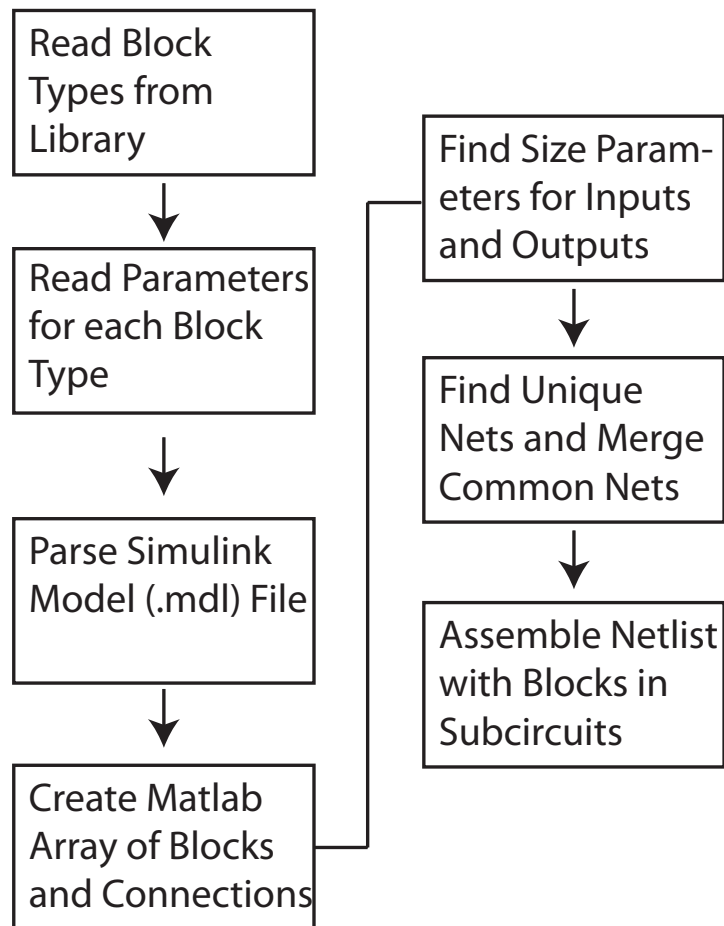 Read Block
Types from
Library
Read Parameters
for each Block
Type
Parse Simulink
Model (.mdl) File
Create Matlab
Array of Blocks
and Connections
Find Size Param-
eters for Inputs
and Outputs
Find Unique
Nets and Merge
Common Nets
Assemble Netlist
with Blocks in
Subcircuits